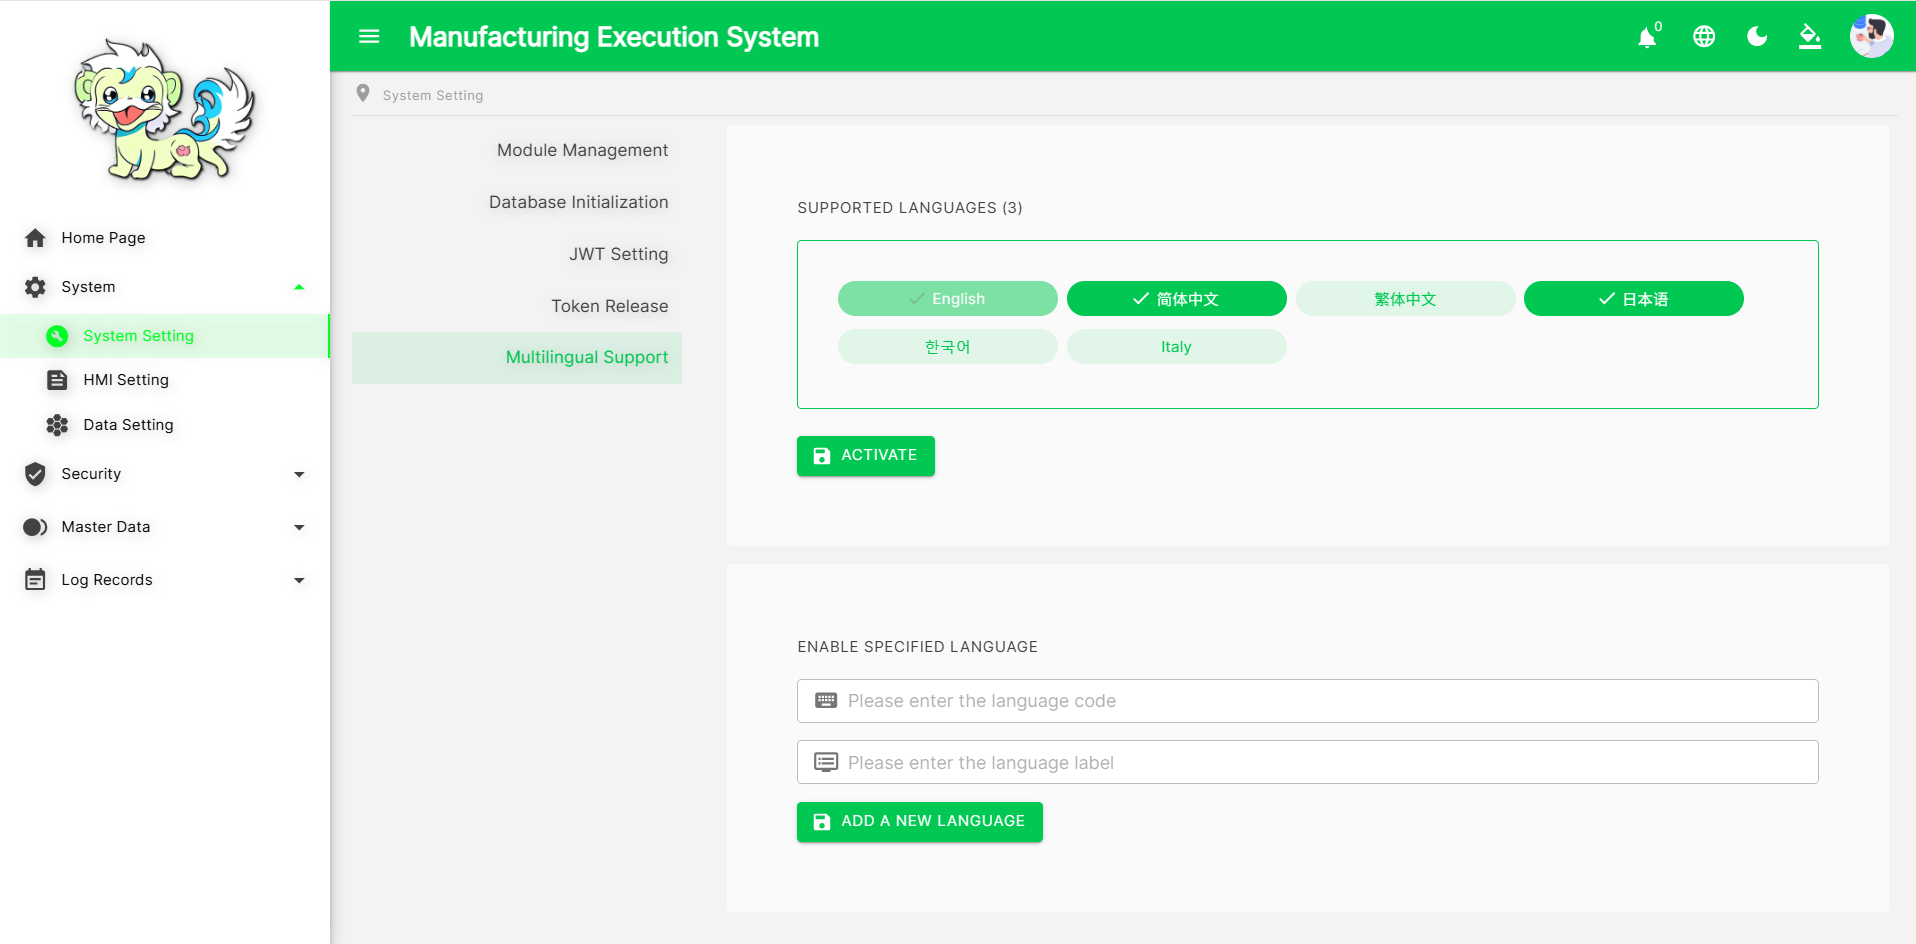 Manufacturing Execution System
0
System Setting
Home Page
System
System Setting
HMI Setting
Data Setting
Security
Master Data
Log Records
Module Management
Database Initialization
JWT Setting
Token Release
Multilingual Support
SUPPORTED LANGUAGES (3)
English
简体中文
繁体中文
日本语
한국어
Italy
ACTIVATE
ENABLE SPECIFIED LANGUAGE
Please enter the language code
Please enter the language label
ADD A NEW LANGUAGE